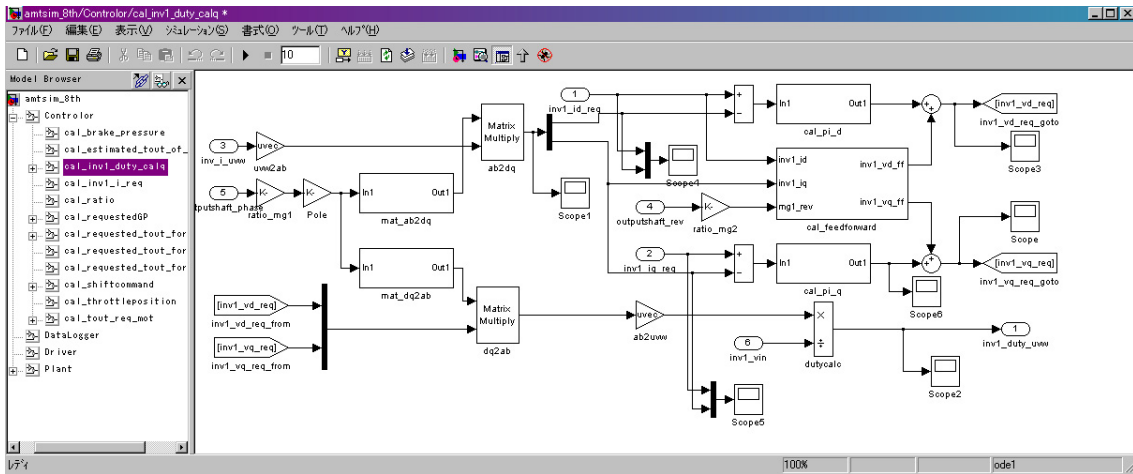 amtsim_8th/Controlor/cal_inv1_duty_calq *
ファイル(F) 編集(E) 表示(V) シミュレーション(S) 書式(O) ツール(T) ヘルプ(H)
10
Model Browser
amtsim_8th
Controlor
cal_brake_pressure
cal_estimated_tout_of_
cal_inv1_duty_calq
cal_inv1_i_req
cal_ratio
cal_requestedGP
cal_requested_tout_for
cal_requested_tout_for
cal_requested_tout_for
cal_shiftcommand
cal_throttleposition
cal_tout_req_mot
DataLogger
Driver
Plant
3
inv_i_uvw
uvec
uvw2ab
5
utputshaft_phase
K-
ratio_mg1
K-
Pole
In1 Out1
mat_ab2dq
In1 Out1
mat_dq2ab
Matrix
Multiply
ab2dq
Scope1
[inv1_vd_req]
inv1_vd_req_from
[inv1_vq_req]
inv1_vq_req_from
Matrix
Multiply
dq2ab
1
inv1_id_req
Scope4
+
−
In1 Out1
cal_pi_d
inv1_id
inv1_iq
mg1_rev
inv1_vd_ff
inv1_vq_ff
cal_feedforward
4
outputshaft_rev
K-
ratio_mg2
2
inv1_iq_req
+
−
In1 Out1
cal_pi_q
+
+
[inv1_vd_req]
inv1_vd_req_goto
Scope3
Scope
+
+
[inv1_vq_req]
inv1_vq_req_goto
Scope6
uvec
ab2uvw
6
inv1_vin
×
÷
dutycalc
1
inv1_duty_uvw
Scope2
Scope5
レディ 100% ode1